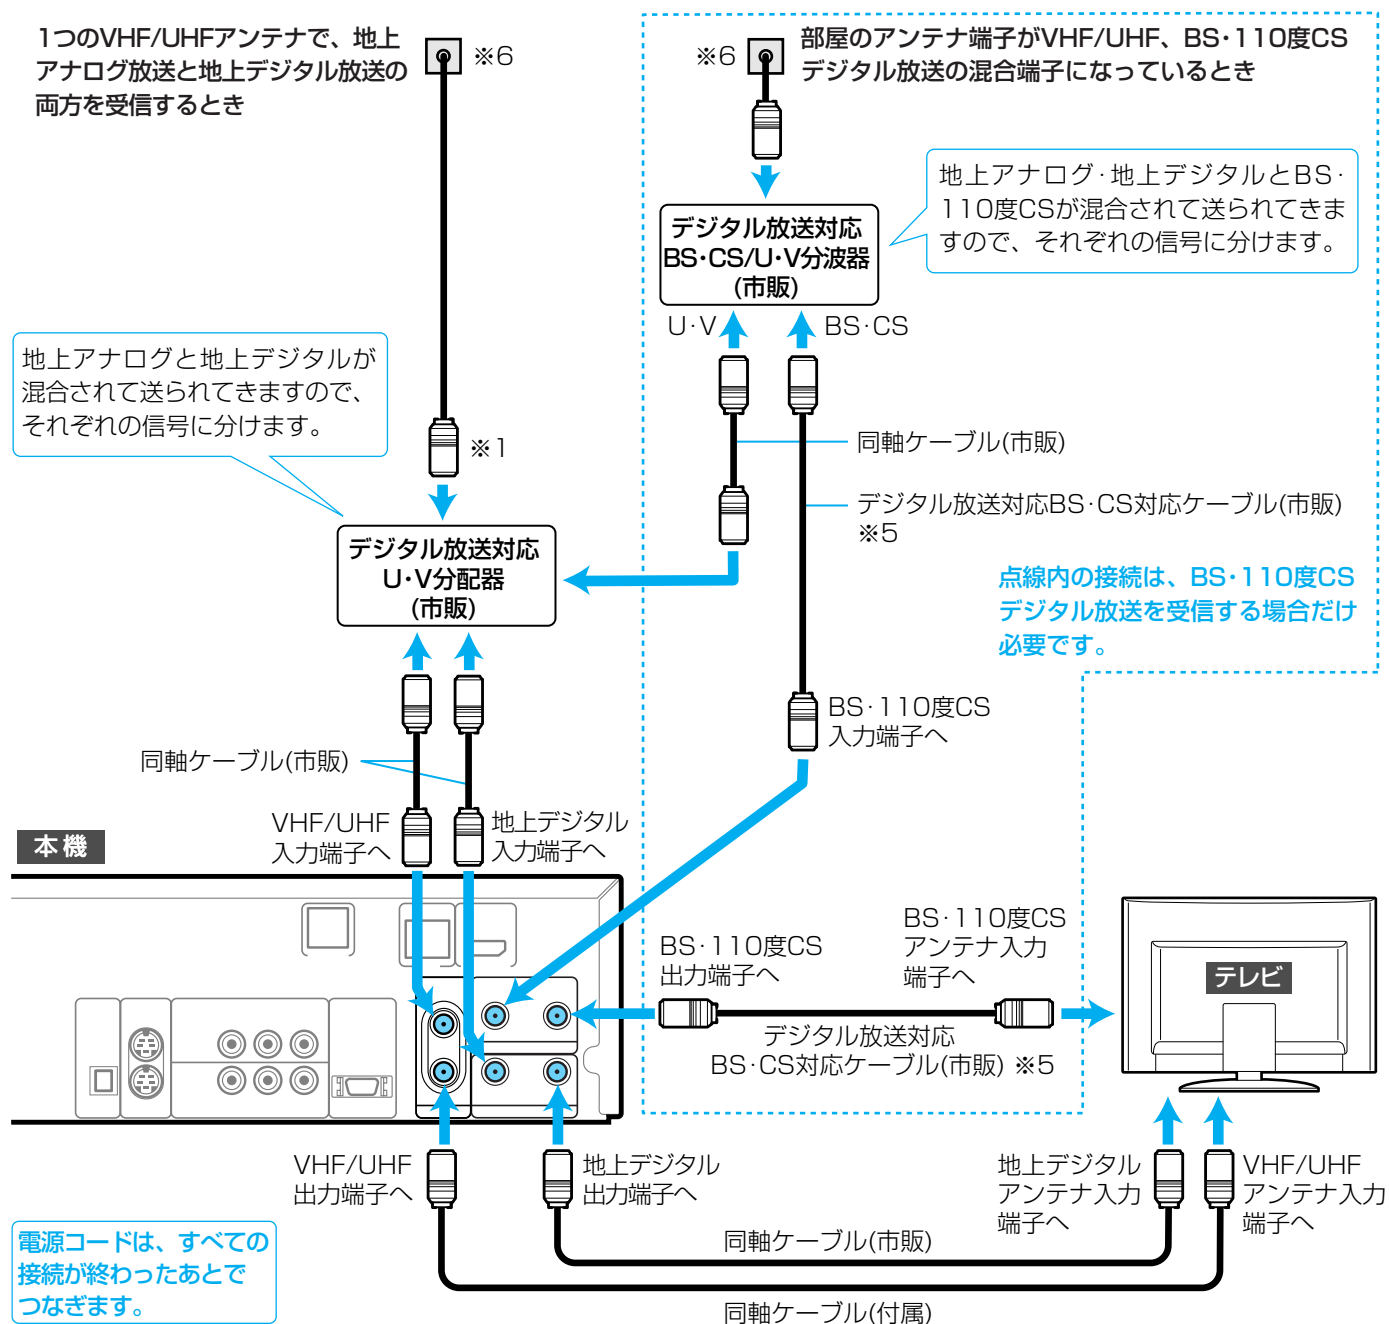 1つのVHF/UHFアンテナで、地上
アナログ放送と地上デジタル放送の
両方を受信するとき
※6
※6
部屋のアンテナ端子がVHF/UHF、BS･110度CS
デジタル放送の混合端子になっているとき
地上アナログ･地上デジタルとBS･
110度CSが混合されて送られてきま
すので、それぞれの信号に分けます。
デジタル放送対応
BS･CS/U･V分波器
(市販)
U･V
BS･CS
地上アナログと地上デジタルが
混合されて送られてきますので、
それぞれの信号に分けます。
※1
同軸ケーブル(市販)
デジタル放送対応BS･CS対応ケーブル(市販)
※5
デジタル放送対応
U･V分配器
(市販)
点線内の接続は、BS･110度CS
デジタル放送を受信する場合だけ
必要です。
BS･110度CS
入力端子へ
同軸ケーブル(市販)
VHF/UHF
入力端子へ
地上デジタル
入力端子へ
本機
BS･110度CS
出力端子へ
BS･110度CS
アンテナ入力
端子へ
テレビ
デジタル放送対応
BS･CS対応ケーブル(市販) ※5
VHF/UHF
出力端子へ
地上デジタル
出力端子へ
地上デジタル
アンテナ入力
端子へ
VHF/UHF
アンテナ入力
端子へ
電源コードは、すべての
接続が終わったあとで
つなぎます。
同軸ケーブル(市販)
同軸ケーブル(付属)